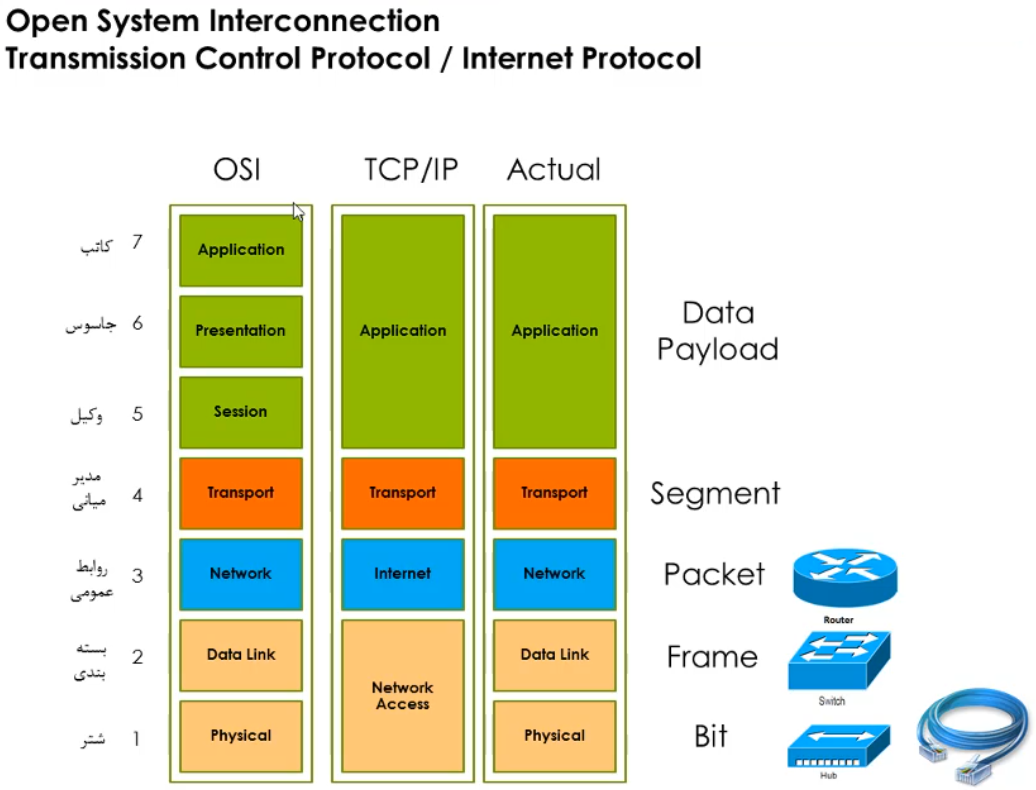 Open System Interconnection
Transmission Control Protocol / Internet Protocol
OSI TCP/IP Actual
کاتب 7 Application
جاسوس 6 Presentation Application Application Data
Payload
وکیل 5 Session
مدیر
میانی 4 Transport Transport Transport Segment
روابط
عمومی 3 Network Internet Network Packet
Router
بسته
بندی 2 Data Link Data Link Frame
Network
Access
Switch
شتر 1 Physical Physical Bit
Hub